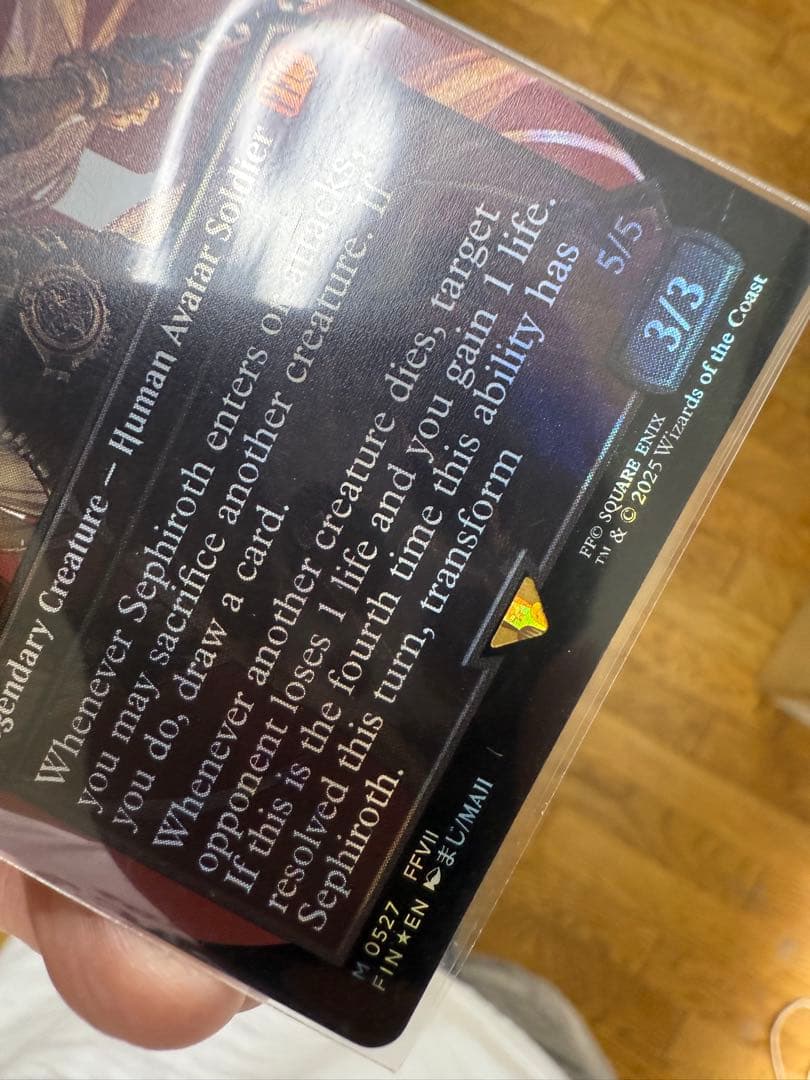 gendary Creature — Human Avatar Soldier
Whenever Sephiroth enters or attacks,
you may sacrifice another creature. If
you do, draw a card.
Whenever another creature dies, target
opponent loses 1 life and you gain 1 life.
If this is the fourth time this ability has
resolved this turn, transform
Sephiroth.
5/5
3/3
M 0527 FFVII
FIN★EN まじ/MAII
FF© SQUARE ENIX
TM & © 2025 Wizards of the Coast